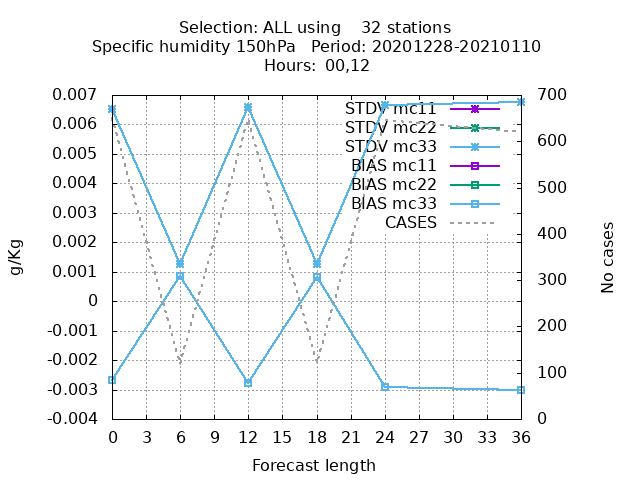 Selection: ALL using 32 stations
Specific humidity 150hPa Period: 20201228-20210110
Hours: 00,12
0.007
0.006
0.005
0.004
0.003
0.002
0.001
0
-0.001
-0.002
-0.003
-0.004
g/Kg
STDV mc11
STDV mc22
STDV mc33
BIAS mc11
BIAS mc22
BIAS mc33
CASES
700
600
500
400
300
200
100
0
No cases
0 3 6 9 12 15 18 21 24 27 30 33 36
Forecast length